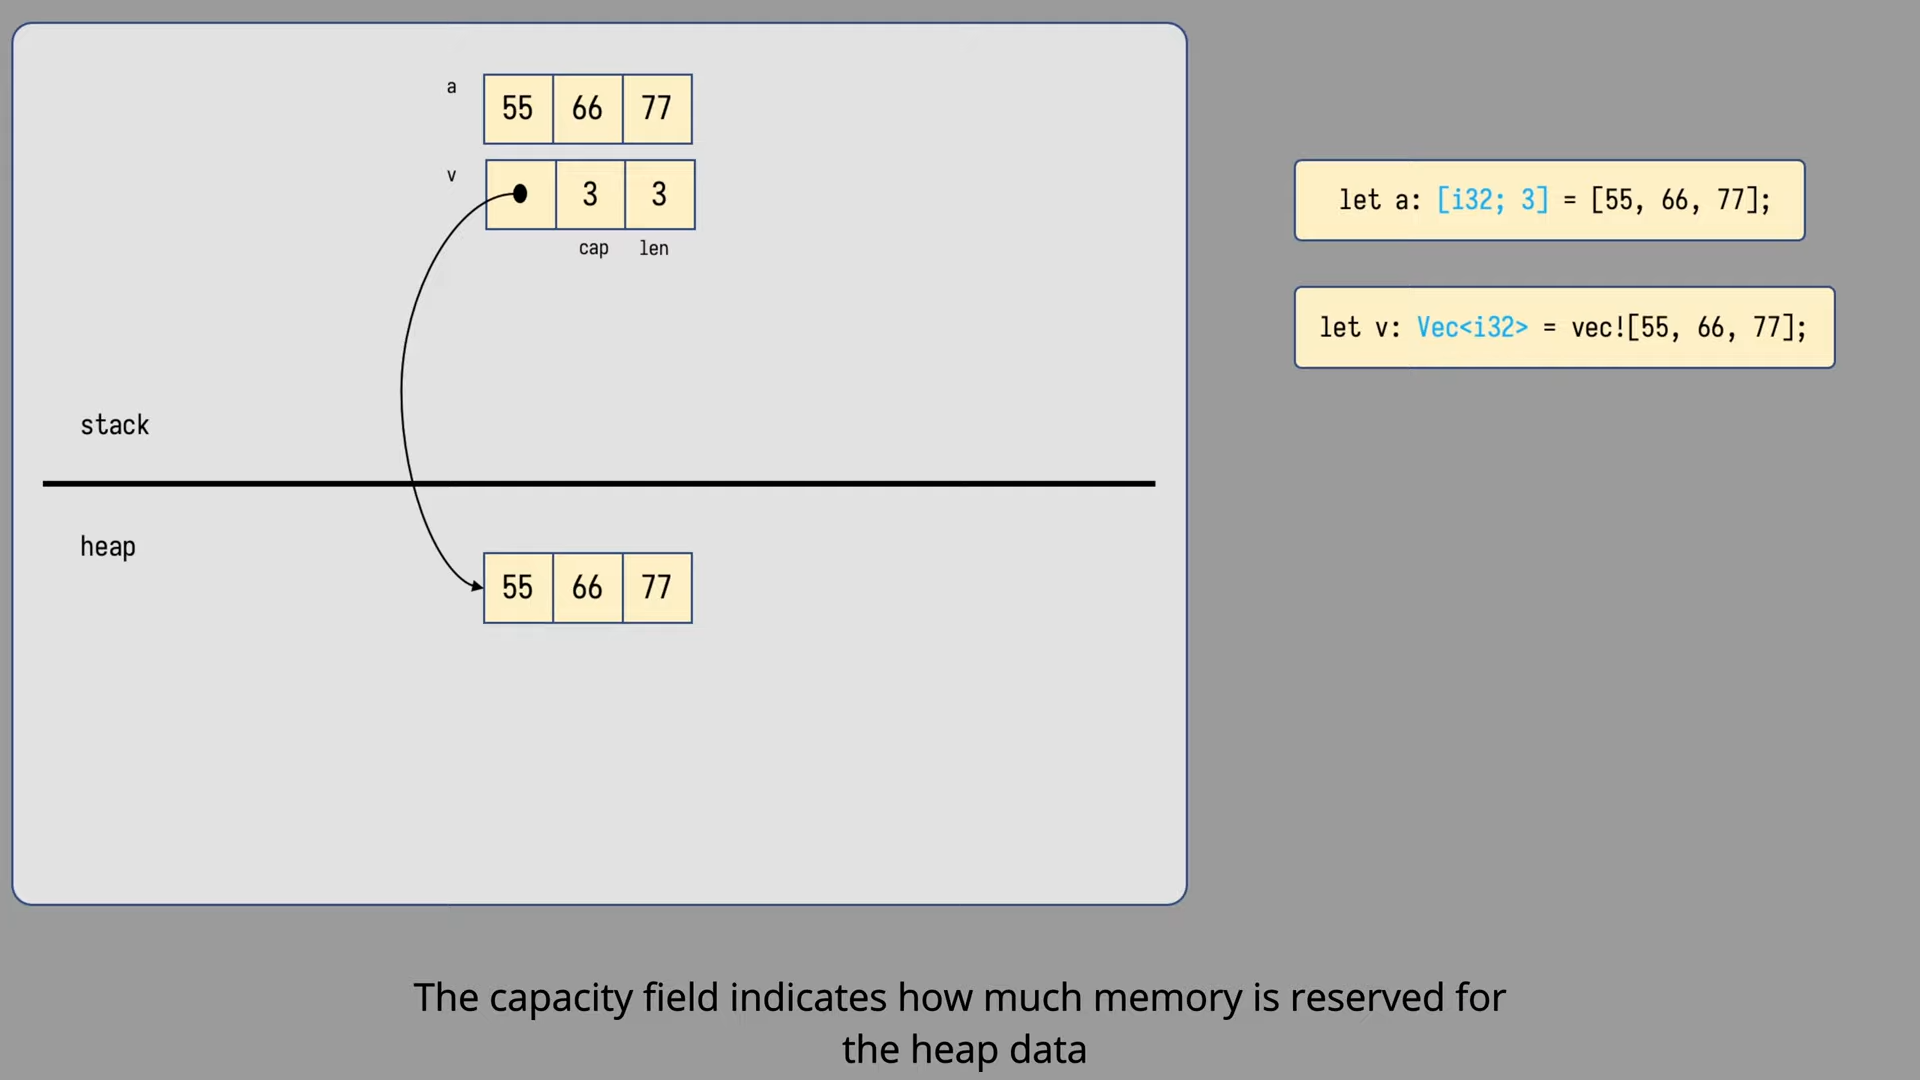 a
55 66 77
v
3 3
cap len
stack
heap
55 66 77
let a: [i32; 3] = [55, 66, 77];
let v: Vec<i32> = vec![55, 66, 77];
The capacity field indicates how much memory is reserved for
the heap data